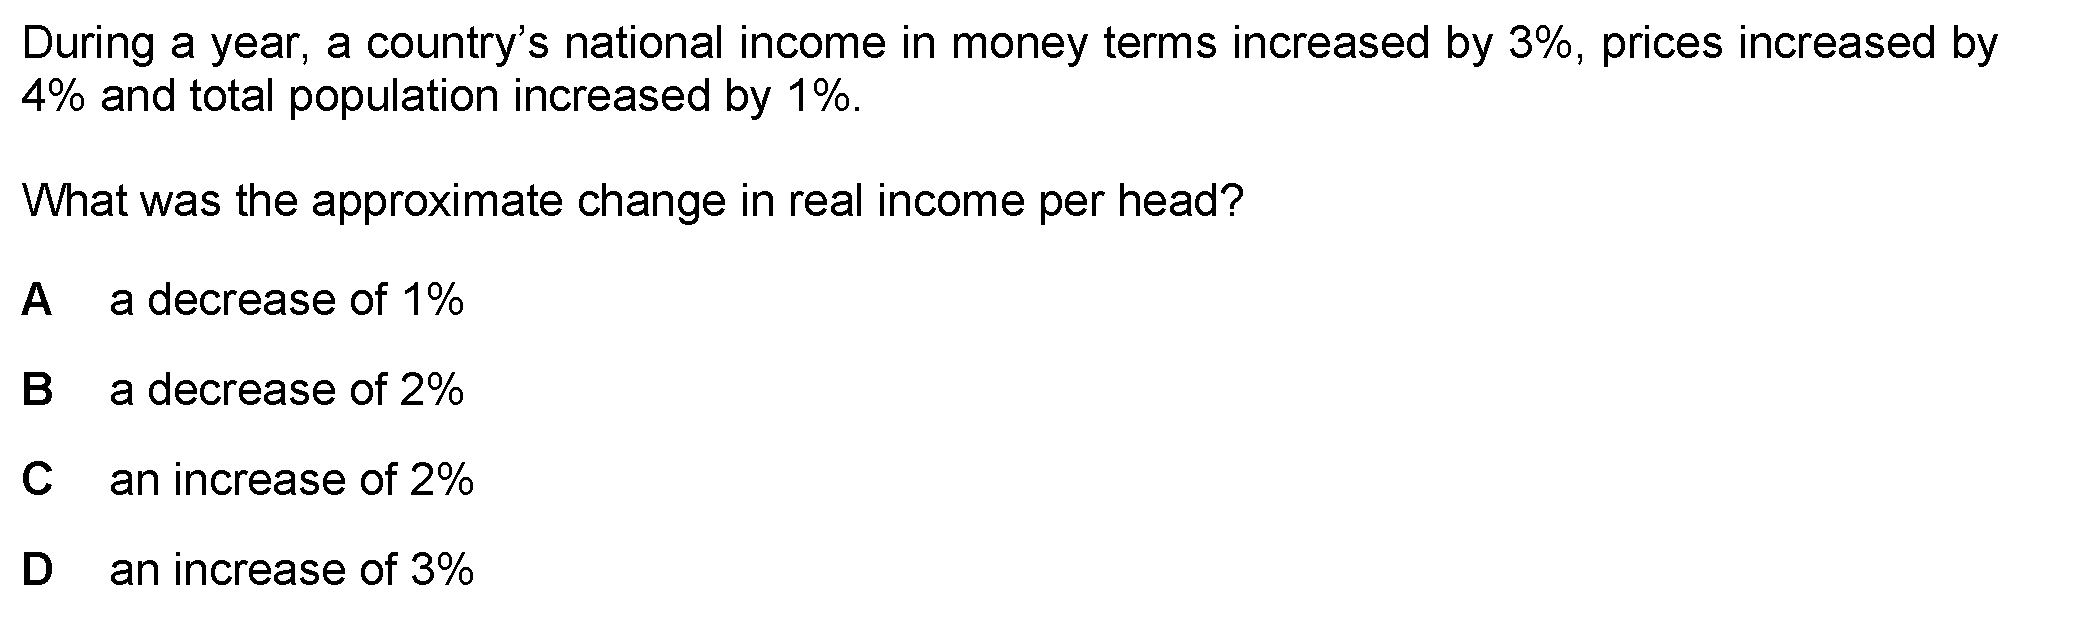 During a year, a country’s national income in money terms increased by 3%, prices increased by
4% and total population increased by 1%.
What was the approximate change in real income per head?
A a decrease of 1%
B a decrease of 2%
C an increase of 2%
D an increase of 3%